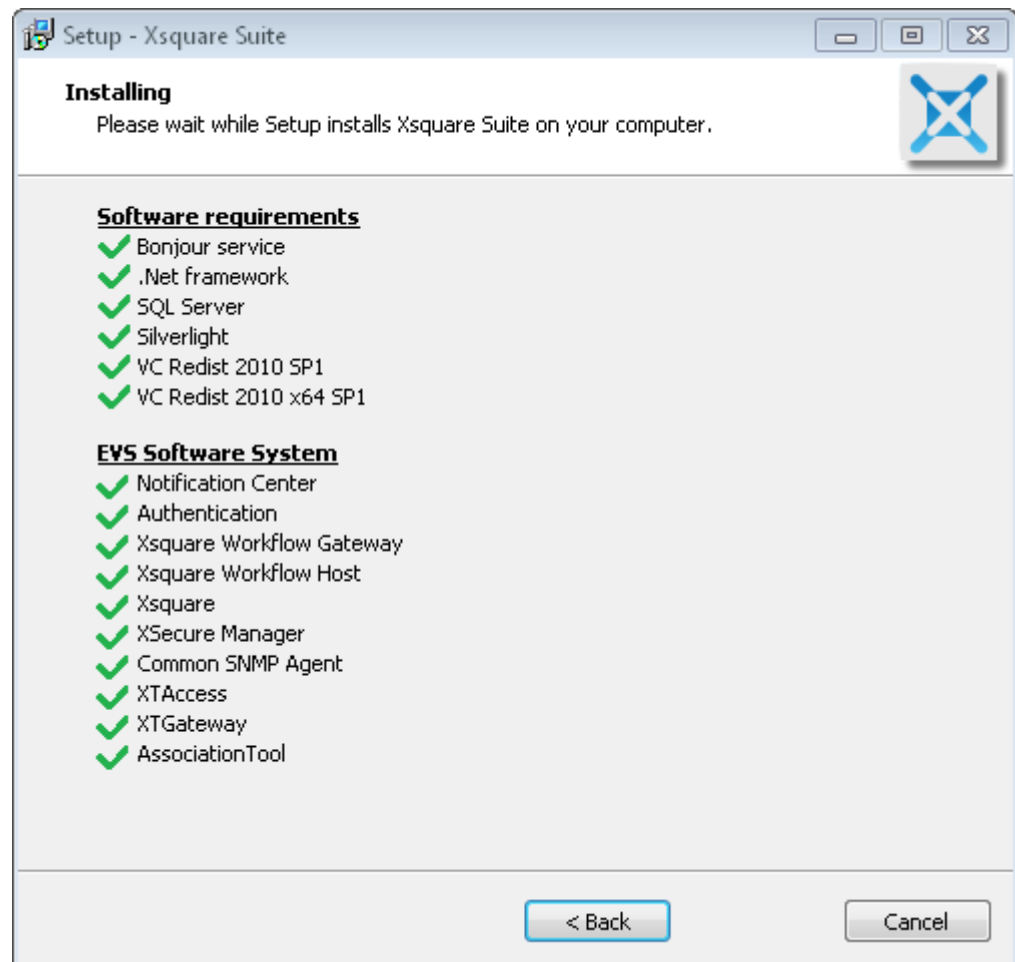 Setup - Xsquare Suite
Installing
Please wait while Setup installs Xsquare Suite on your computer.
Software requirements
Bonjour service
.Net framework
SQL Server
Silverlight
VC Redist 2010 SP1
VC Redist 2010 x64 SP1
EVS Software System
Notification Center
Authentication
Xsquare Workflow Gateway
Xsquare Workflow Host
Xsquare
XSecure Manager
Common SNMP Agent
XTAccess
XTGateway
AssociationTool
< Back
Cancel